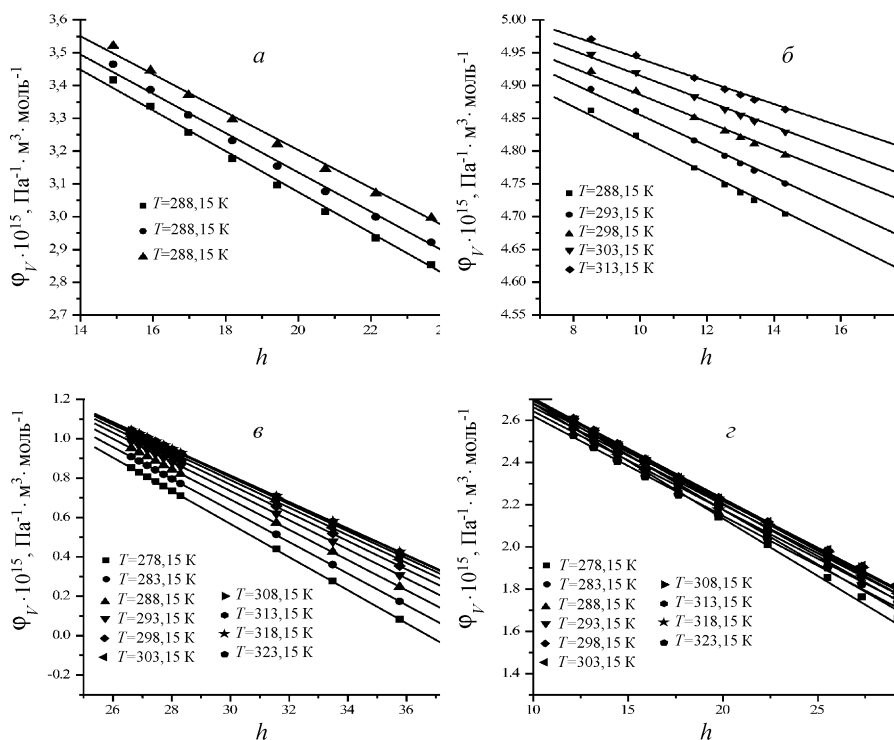 3,6
3,5
3,4
3,3
3,2
3,1
3,0
2,9
2,8
2,7
φV·10^15, Па^-1· м^3· моль^-1
а
T=288,15 К
T=288,15 К
T=288,15 К
14 16 18 20 22 2
h
5.00
4.95
4.90
4.85
4.80
4.75
4.70
4.65
4.60
4.55
φV·10^15, Па^-1· м^3· моль^-1
б
T=288,15 К
T=293,15 К
T=298,15 К
T=303,15 К
T=313,15 К
8 10 12 14 16
h
1.2
1.0
0.8
0.6
0.4
0.2
0.0
-0.2
φV·10^15, Па^-1· м^3· моль^-1
в
T=278,15 К
T=283,15 К
T=288,15 К
T=293,15 К
T=298,15 К
T=303,15 К
T=308,15 К
T=313,15 К
T=318,15 К
T=323,15 К
26 28 30 32 34 36
h
2.6
2.4
2.2
2.0
1.8
1.6
1.4
φV·10^15, Па^-1· м^3· моль^-1
г
T=278,15 К
T=283,15 К
T=288,15 К
T=293,15 К
T=298,15 К
T=303,15 К
T=308,15 К
T=313,15 К
T=318,15 К
T=323,15 К
10 15 20 25
h